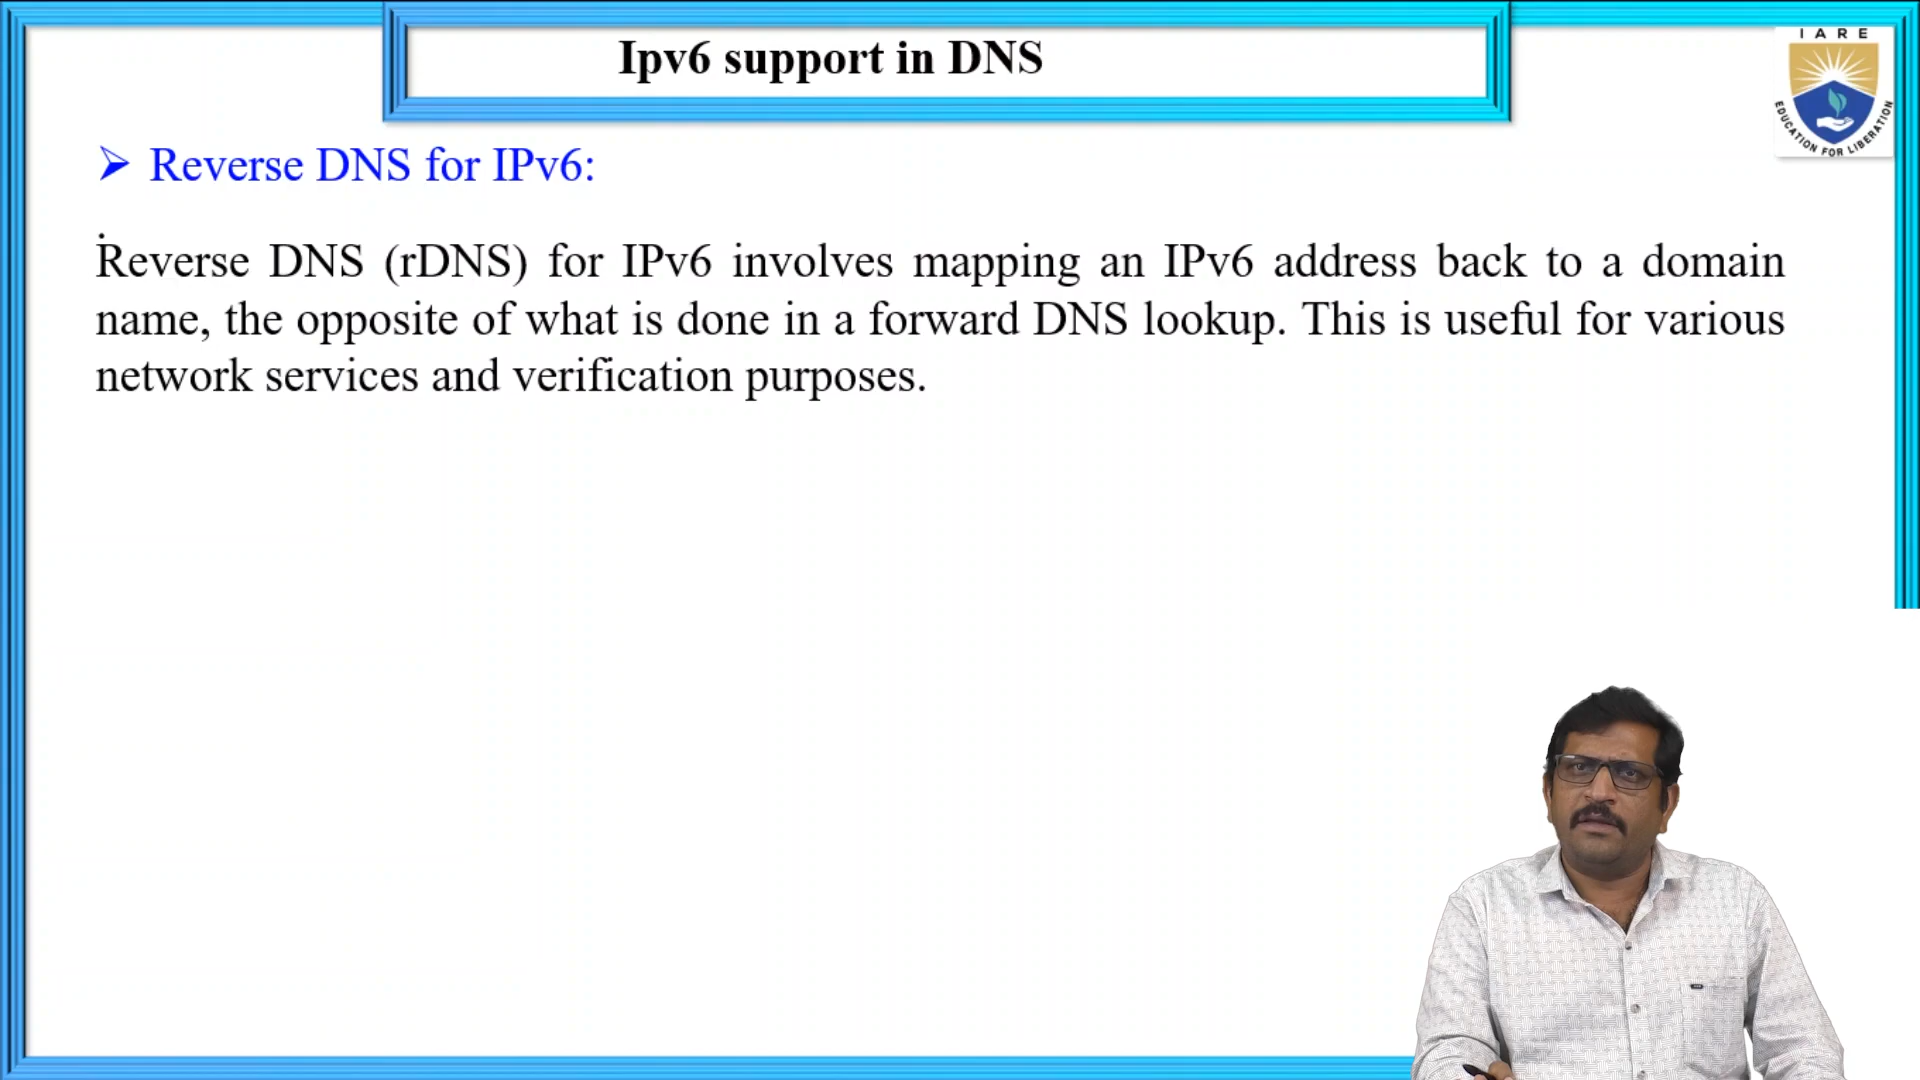 Ipv6 support in DNS
IARE
EDUCATION FOR LIBERATION
➢ Reverse DNS for IPv6:
.
Reverse DNS (rDNS) for IPv6 involves mapping an IPv6 address back to a domain
name, the opposite of what is done in a forward DNS lookup. This is useful for various
network services and verification purposes.